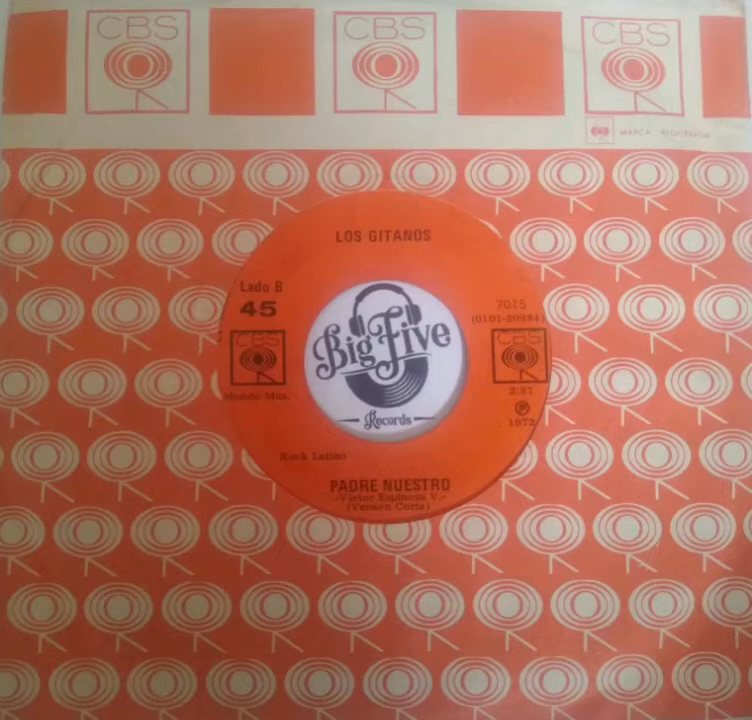 CBS
CBS
CBS
MARCA REGISTRADA
LOS GITANOS
Lado B
45
7015
(0101-20984)
CBS
CBS
Mundo Mus.
2:37
Ⓟ
1972
Big Five
Records
Rock Latino
PADRE NUESTRO
-Victor Espinoza V.-
(Versión Corta)